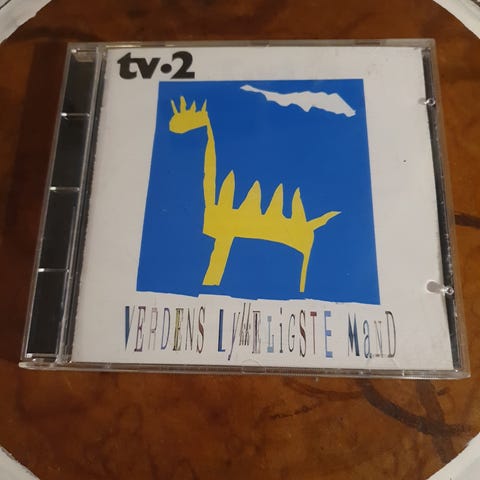 tv·2
VERDENS LykkELiGSTE MaND